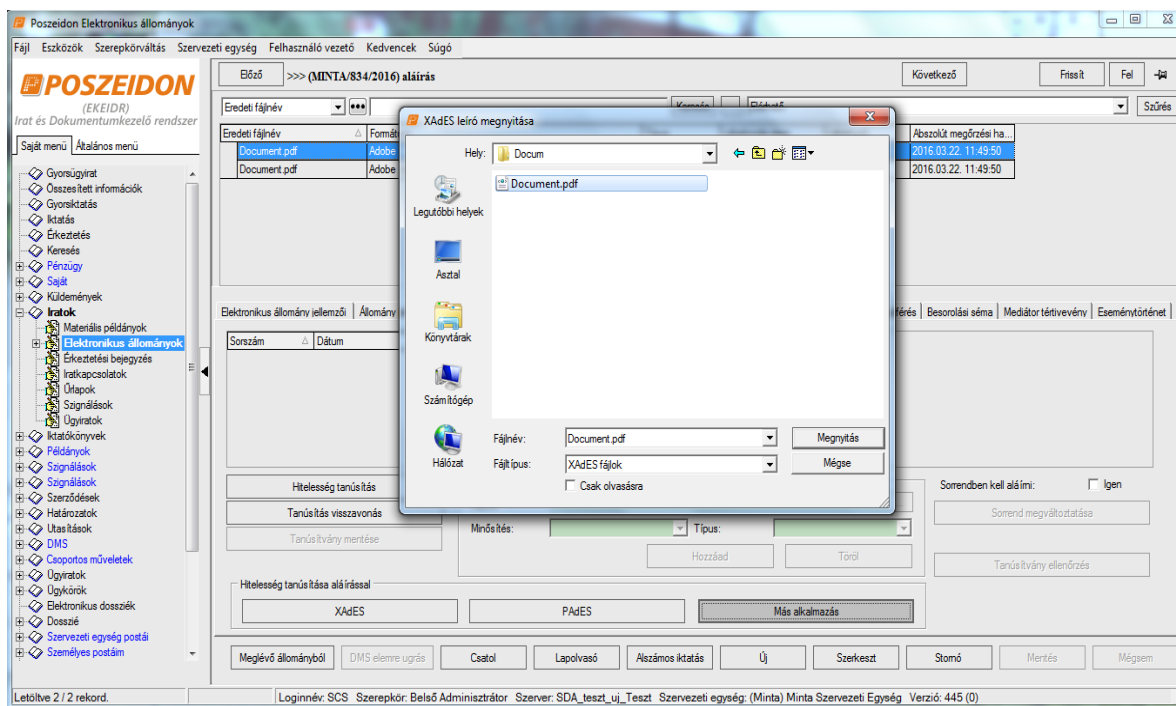 Poszeidon Elektronikus állományok
Fájl Eszközök Szerepkörváltás Szervezeti egység Felhasználó vezető Kedvencek Súgó
POSZEIDON
(EKEIDR)
Irat és Dokumentumkezelő rendszer
Saját menü Általános menü
Gyorsügyirat
Összesített információk
Gyorsiktatás
Iktatás
Érkeztetés
Keresés
Pénzügy
Saját
Küldemények
Iratok
Materiális példányok
Elektronikus állományok
Érkeztetési bejegyzés
Iratkapcsolatok
Űrlapok
Szignálások
Ügyiratok
Iktatókönyvek
Példányok
Szignálások
Szignálások
Szerződések
Határozatok
Utasítások
DMS
Csoportos műveletek
Ügyiratok
Ügykörök
Elektronikus dossziék
Dosszié
Szervezeti egység postái
Személyes postáim
Előző >>> (MINTA/834/2016) aláírás Következő Frissít Fel
Eredeti fájlnév Szűrés
Eredeti fájlnév Abszolút megőrzési ha...
Document.pdf Adobe 2016.03.22. 11:49:50
Document.pdf Adobe 2016.03.22. 11:49:50
Elektronikus állomány jellemzői Állomány Besorolási séma Mediátor tértivevény Eseménytörténet
Sorszám Dátum
XAdES leíró megnyitása
Hely: Docum
Document.pdf
Legutóbbi helyek
Asztal
Könyvtárak
Számítógép
Hálózat
Fájlnév: Document.pdf Megnyitás
Fájltípus: XAdES fájlok Mégse
Csak olvasásra
Hitelesség tanúsítás Sorrendben kell aláírni: Igen
Tanúsítás visszavonás Sorrend megváltoztatása
Tanúsítvány mentése Minősítés: Típus:
Hozzáad Töröl Tanúsítvány ellenőrzés
Hitelesség tanúsítása aláírással
XAdES PAdES Más alkalmazás
Meglévő állományból DMS elemre ugrás Csatol Lapolvasó Alszámos iktatás Új Szerkeszt Stornó Mentés Mégsem
Letöltve 2 / 2 rekord. Loginnév: SCS Szerepkör: Belső Adminisztrátor Szerver: SDA_teszt_uj_Teszt Szervezeti egység: (Minta) Minta Szervezeti Egység Verzió: 445 (0)